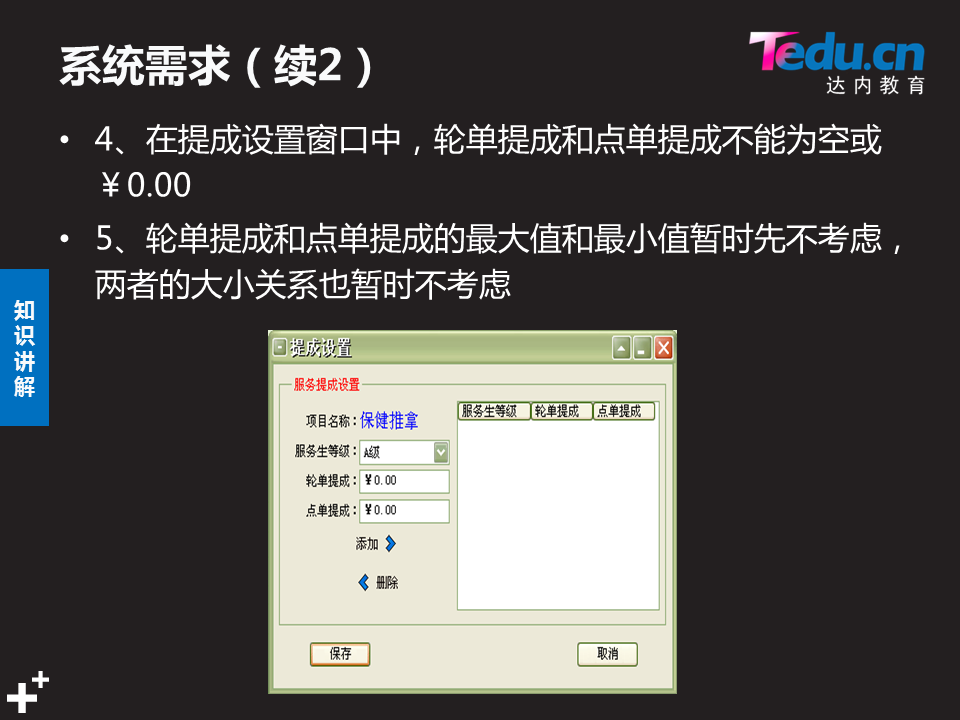 系统需求（续2）
Tedu.cn
达内教育
• 4、在提成设置窗口中，轮单提成和点单提成不能为空或
￥0.00
• 5、轮单提成和点单提成的最大值和最小值暂时先不考虑，
两者的大小关系也暂时不考虑
知识讲解
提成设置
服务提成设置
项目名称：保健推拿
服务生等级：A级
轮单提成：￥0.00
点单提成：￥0.00
添加
删除
服务生等级 轮单提成 点单提成
保存 取消